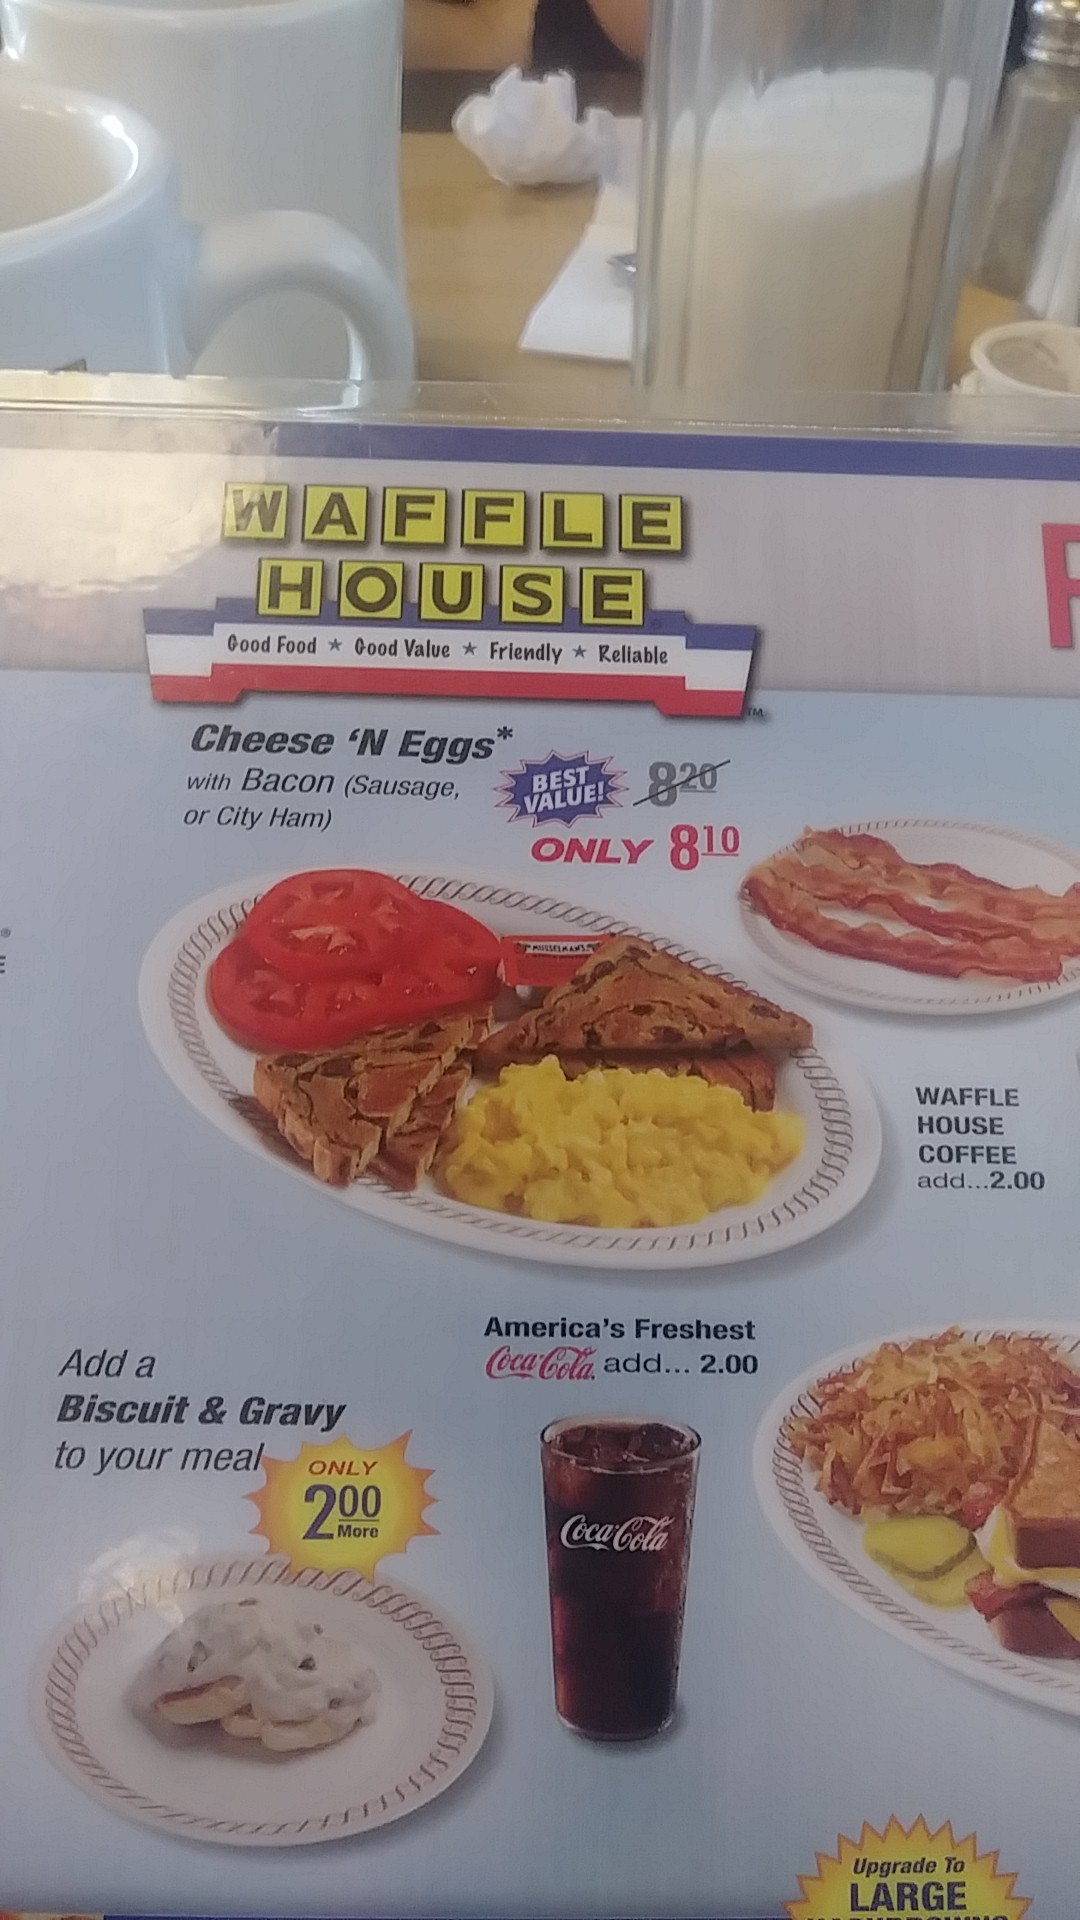 WAFFLE
HOUSE
Good Food ★ Good Value ★ Friendly ★ Reliable
TM
Cheese 'N Eggs*
with Bacon (Sausage,
or City Ham)
BEST
VALUE!
8.20
ONLY 8.10
MUSSELMAN'S
WAFFLE
HOUSE
COFFEE
add...2.00
America's Freshest
Coca-Cola add... 2.00
Add a
Biscuit & Gravy
to your meal
ONLY
2.00
More
Coca-Cola
Upgrade To
LARGE